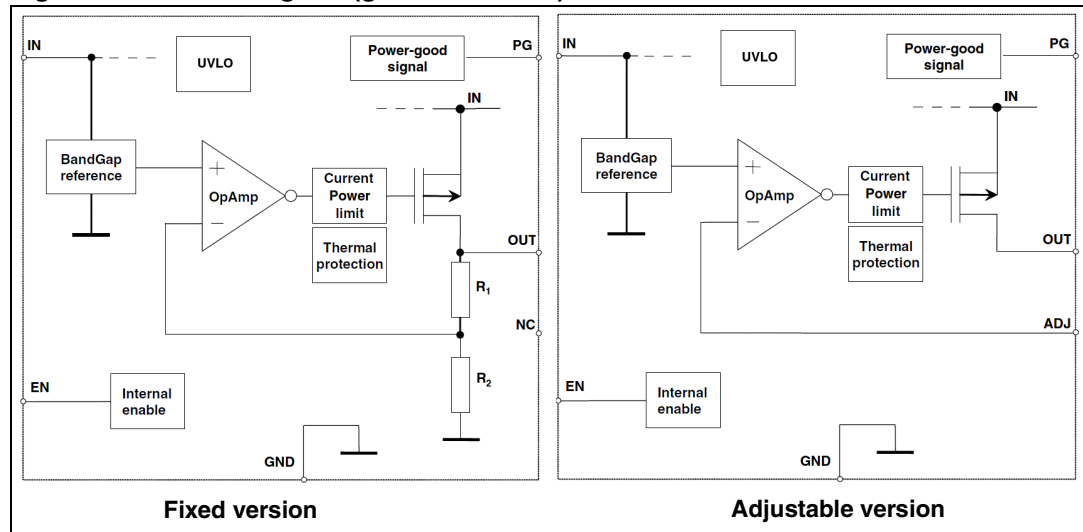 IN
UVLO
Power-good
signal
PG
IN
BandGap
reference
+
OpAmp
−
Current
Power
limit
Thermal
protection
OUT
R1
NC
R2
EN
Internal
enable
GND
Fixed version
IN
UVLO
Power-good
signal
PG
IN
BandGap
reference
+
OpAmp
−
Current
Power
limit
Thermal
protection
OUT
ADJ
EN
Internal
enable
GND
Adjustable version